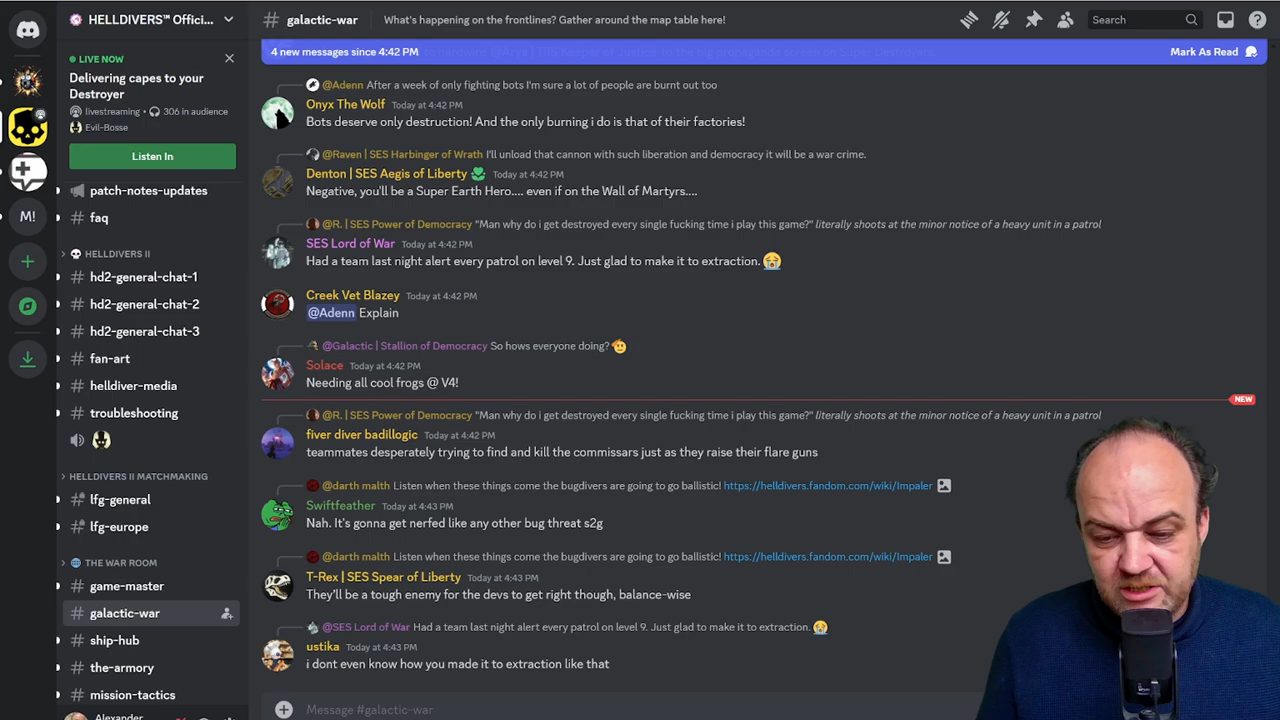 HELLDIVERS™ Offici...
# galactic-war
What's happening on the frontlines? Gather around the map table here!
Search
LIVE NOW
Delivering capes to your
Destroyer
livestreaming • 306 in audience
Evil-Bosse
Listen In
patch-notes-updates
faq
HELLDIVERS II
hd2-general-chat-1
hd2-general-chat-2
hd2-general-chat-3
fan-art
helldiver-media
troubleshooting
HELLDIVERS II MATCHMAKING
lfg-general
lfg-europe
THE WAR ROOM
game-master
galactic-war
ship-hub
the-armory
mission-tactics
Alexander
M!
4 new messages since 4:42 PM
Mark As Read
@Adenn After a week of only fighting bots I'm sure a lot of people are burnt out too
Onyx The Wolf Today at 4:42 PM
Bots deserve only destruction! And the only burning i do is that of their factories!
@Raven | SES Harbinger of Wrath I'll unload that cannon with such liberation and democracy it will be a war crime.
Denton | SES Aegis of Liberty Today at 4:42 PM
Negative, you'll be a Super Earth Hero.... even if on the Wall of Martyrs....
@R. | SES Power of Democracy "Man why do i get destroyed every single fucking time i play this game?" literally shoots at the minor notice of a heavy unit in a patrol
SES Lord of War Today at 4:42 PM
Had a team last night alert every patrol on level 9. Just glad to make it to extraction. 😭
Creek Vet Blazey Today at 4:42 PM
@Adenn Explain
@Galactic | Stallion of Democracy So hows everyone doing? 🫡
Solace Today at 4:42 PM
Needing all cool frogs @ V4!
NEW
@R. | SES Power of Democracy "Man why do i get destroyed every single fucking time i play this game?" literally shoots at the minor notice of a heavy unit in a patrol
fiver diver badillogic Today at 4:42 PM
teammates desperately trying to find and kill the commissars just as they raise their flare guns
@darth malth Listen when these things come the bugdivers are going to go ballistic! https://helldivers.fandom.com/wiki/Impaler
Swiftfeather Today at 4:43 PM
Nah. It's gonna get nerfed like any other bug threat s2g
@darth malth Listen when these things come the bugdivers are going to go ballistic! https://helldivers.fandom.com/wiki/Impaler
T-Rex | SES Spear of Liberty Today at 4:43 PM
They'll be a tough enemy for the devs to get right though, balance-wise
@SES Lord of War Had a team last night alert every patrol on level 9. Just glad to make it to extraction. 😭
ustika Today at 4:43 PM
i dont even know how you made it to extraction like that
Message #galactic-war